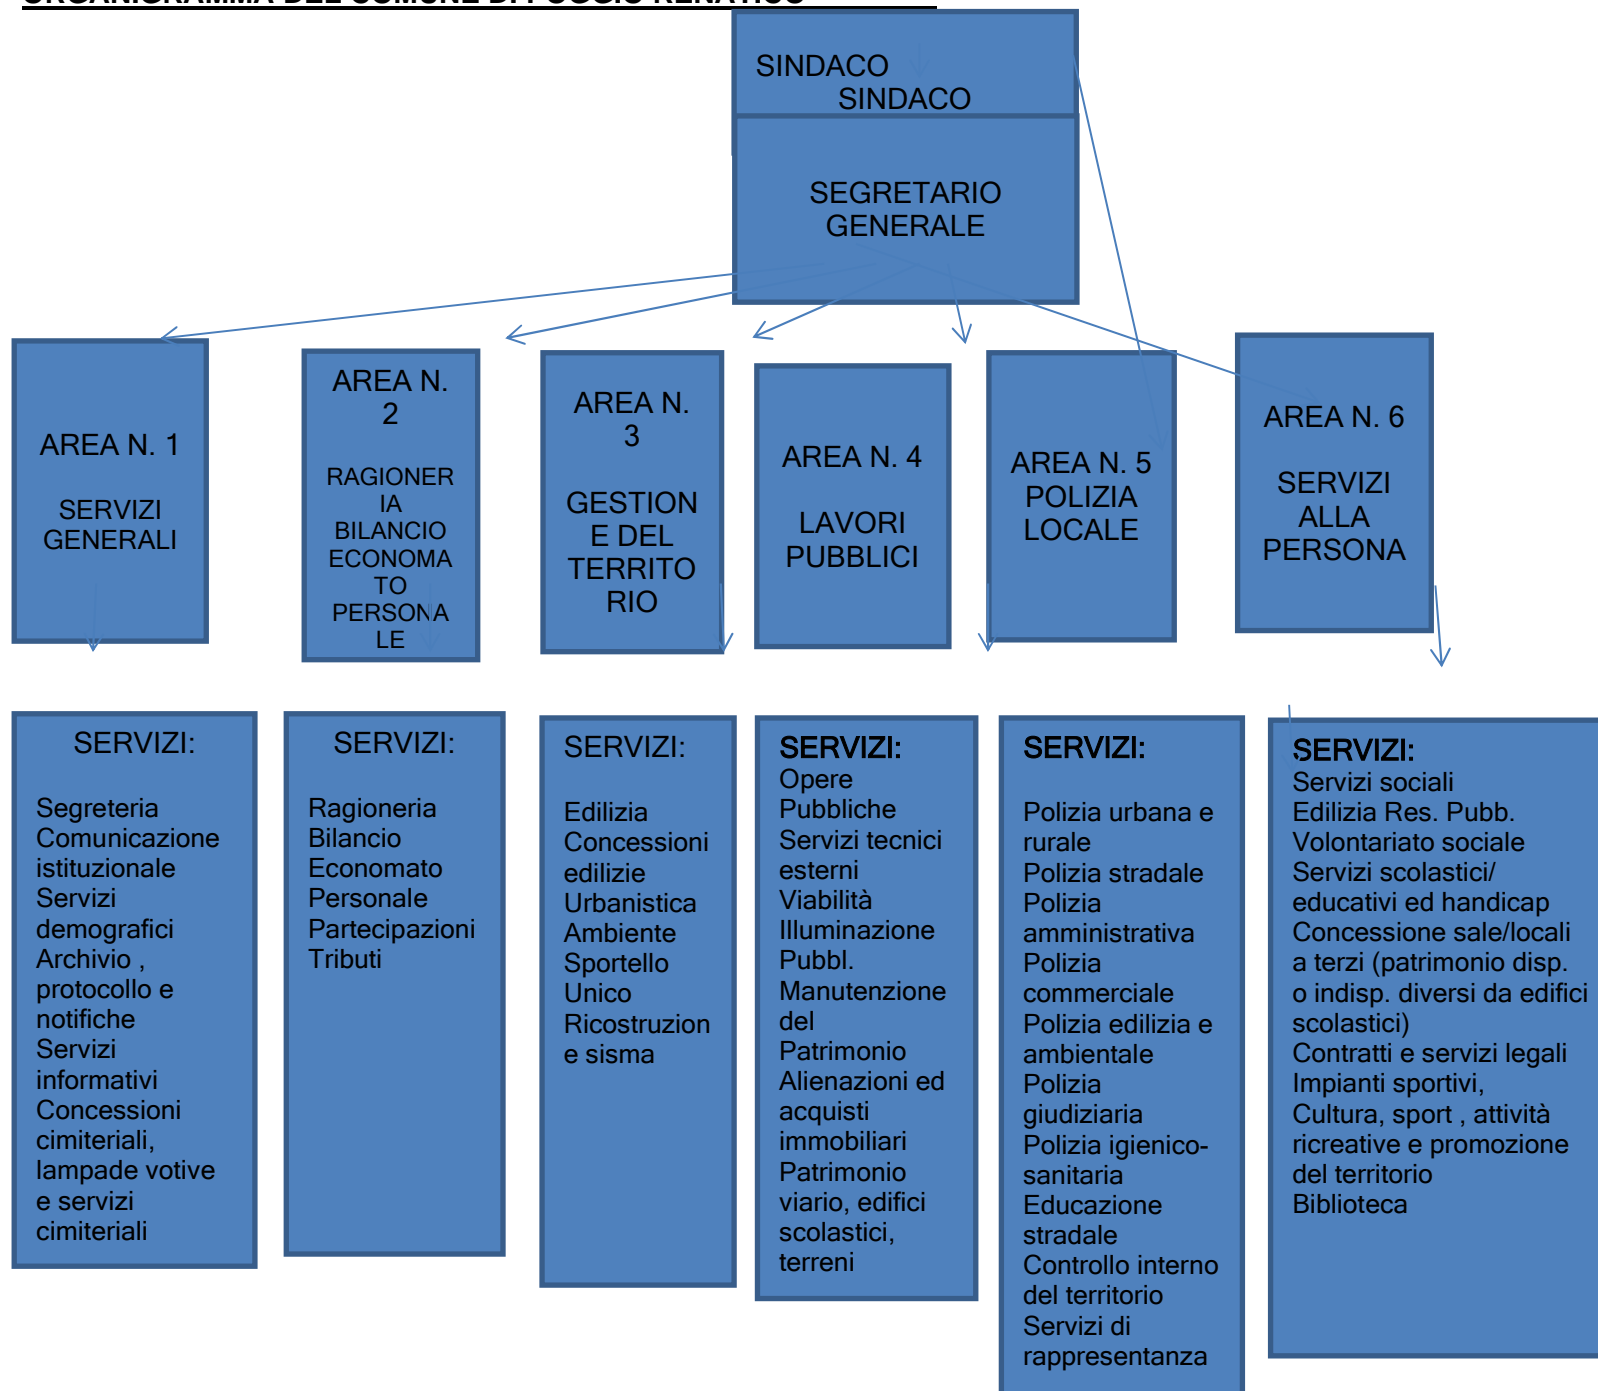 ORGANIGRAMMA DEL COMUNE DI POGGIO RENATICO
SINDACO
SINDACO
SEGRETARIO
GENERALE
AREA N. 1
SERVIZI
GENERALI
AREA N.
2
RAGIONER
IA
BILANCIO
ECONOMA
TO
PERSONA
LE
AREA N.
3
GESTION
E DEL
TERRITO
RIO
AREA N. 4
LAVORI
PUBBLICI
AREA N. 5
POLIZIA
LOCALE
AREA N. 6
SERVIZI
ALLA
PERSONA
SERVIZI:
Segreteria
Comunicazione
istituzionale
Servizi
demografici
Archivio ,
protocollo e
notifiche
Servizi
informativi
Concessioni
cimiteriali,
lampade votive
e servizi
cimiteriali
SERVIZI:
Ragioneria
Bilancio
Economato
Personale
Partecipazioni
Tributi
SERVIZI:
Edilizia
Concessioni
edilizie
Urbanistica
Ambiente
Sportello
Unico
Ricostruzion
e sisma
SERVIZI:
Opere
Pubbliche
Servizi tecnici
esterni
Viabilità
Illuminazione
Pubbl.
Manutenzione
del
Patrimonio
Alienazioni ed
acquisti
immobiliari
Patrimonio
viario, edifici
scolastici,
terreni
SERVIZI:
Polizia urbana e
rurale
Polizia stradale
Polizia
amministrativa
Polizia
commerciale
Polizia edilizia e
ambientale
Polizia
giudiziaria
Polizia igienico-
sanitaria
Educazione
stradale
Controllo interno
del territorio
Servizi di
rappresentanza
SERVIZI:
Servizi sociali
Edilizia Res. Pubb.
Volontariato sociale
Servizi scolastici/
educativi ed handicap
Concessione sale/locali
a terzi (patrimonio disp.
o indisp. diversi da edifici
scolastici)
Contratti e servizi legali
Impianti sportivi,
Cultura, sport , attività
ricreative e promozione
del territorio
Biblioteca